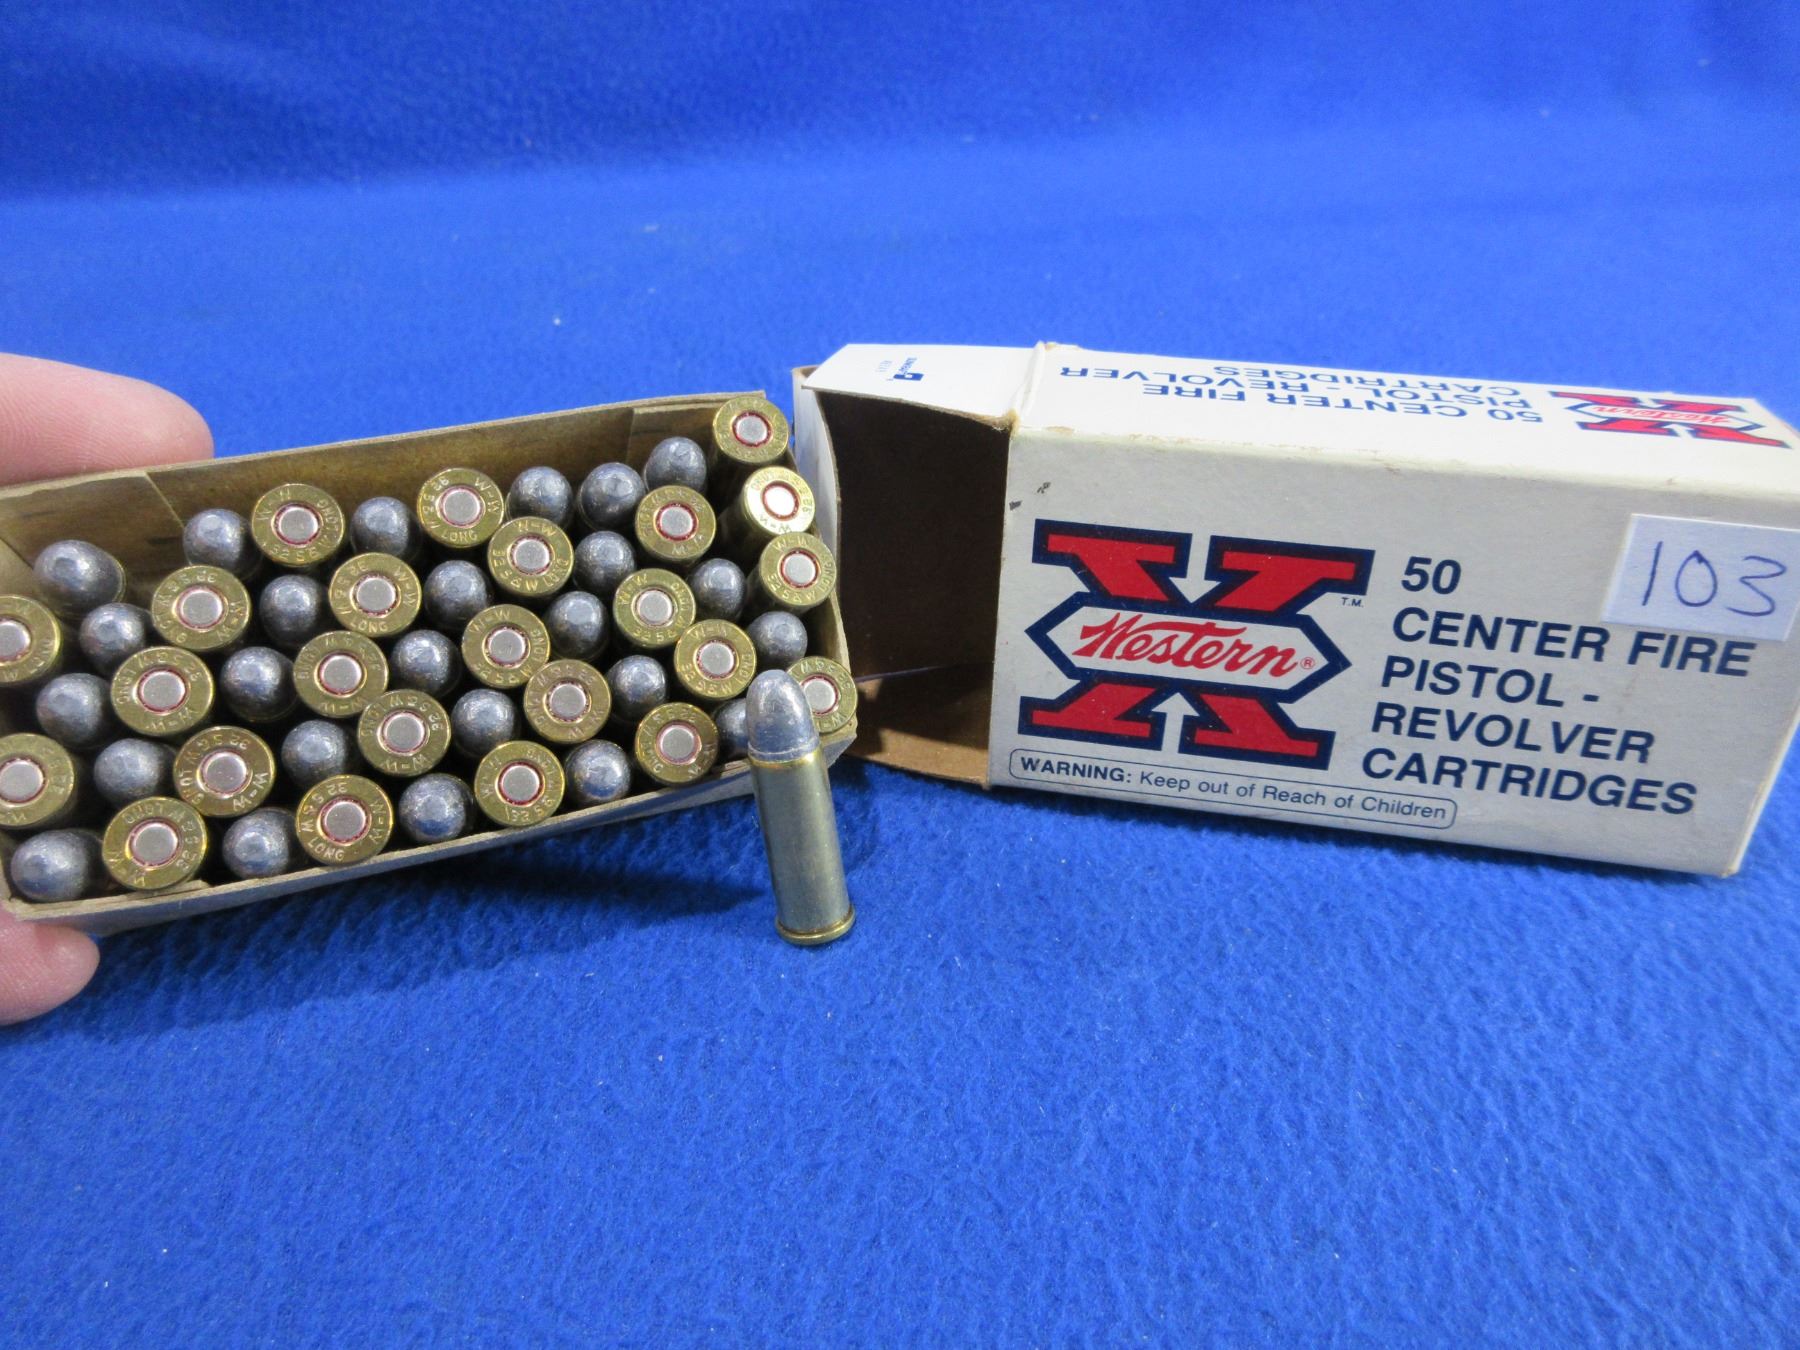 50 CENTER FIRE
PISTOL - REVOLVER
CARTRIDGES
Western
X
Western®
T.M.
50
CENTER FIRE
PISTOL -
REVOLVER
CARTRIDGES
WARNING: Keep out of Reach of Children
103
W-W
32 S & W LONG